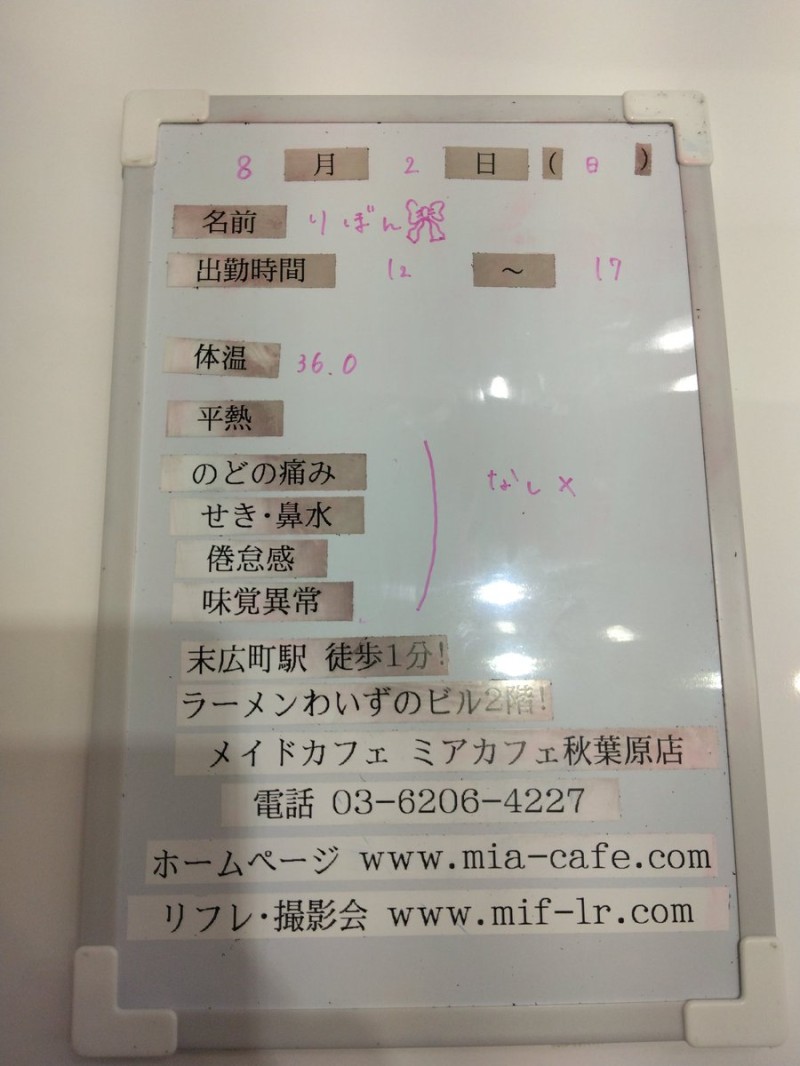 8月2日(日)
名前 りぼん
出勤時間 12～17
体温 36.0
平熱
のどの痛み
なし×
せき・鼻水
倦怠感
味覚異常
末広町駅 徒歩1分!
ラーメンわいずのビル2階!
メイドカフェ ミアカフェ秋葉原店
電話 03-6206-4227
ホームページ www.mia-cafe.com
リフレ・撮影会 www.mif-lr.com